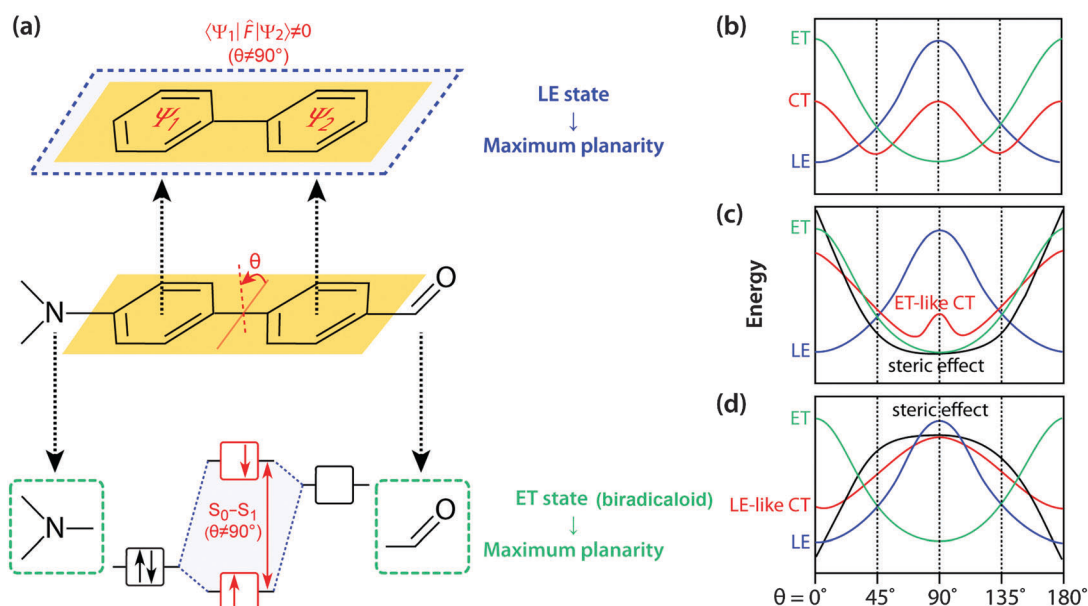 (a)
⟨Ψ₁|F̂|Ψ₂⟩≠0
(θ≠90°)
Ψ₁
Ψ₂
LE state
↓
Maximum planarity
θ
N
O
N
S₀–S₁
(θ≠90°)
O
ET state (biradicaloid)
↓
Maximum planarity
(b)
ET
CT
LE
(c)
ET
ET-like CT
LE
steric effect
Energy
(d)
steric effect
ET
LE-like CT
LE
θ = 0° 45° 90° 135° 180°